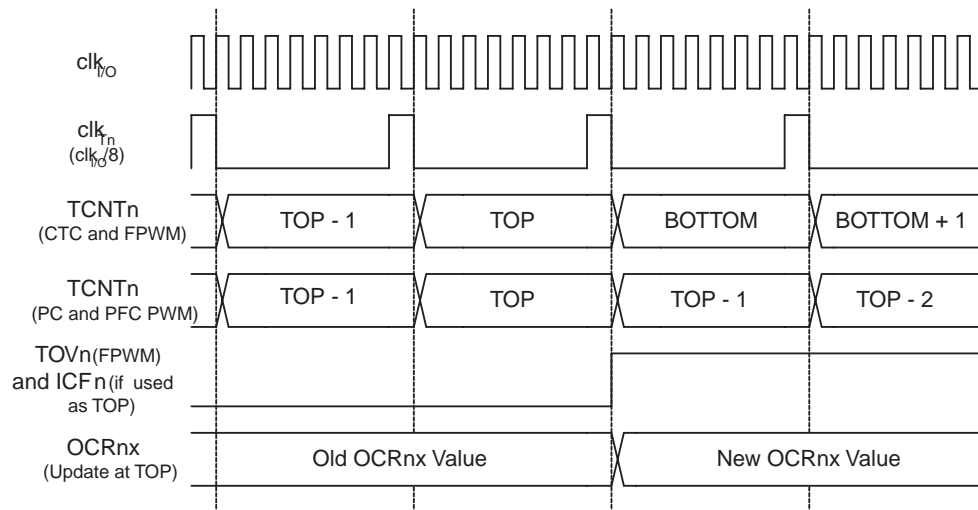 clkI/O
clkTn
(clkI/O/8)
TCNTn
(CTC and FPWM)
TOP - 1
TOP
BOTTOM
BOTTOM + 1
TCNTn
(PC and PFC PWM)
TOP - 1
TOP
TOP - 1
TOP - 2
TOVn(FPWM)
and ICFn(if used
as TOP)
OCRnx
(Update at TOP)
Old OCRnx Value
New OCRnx Value